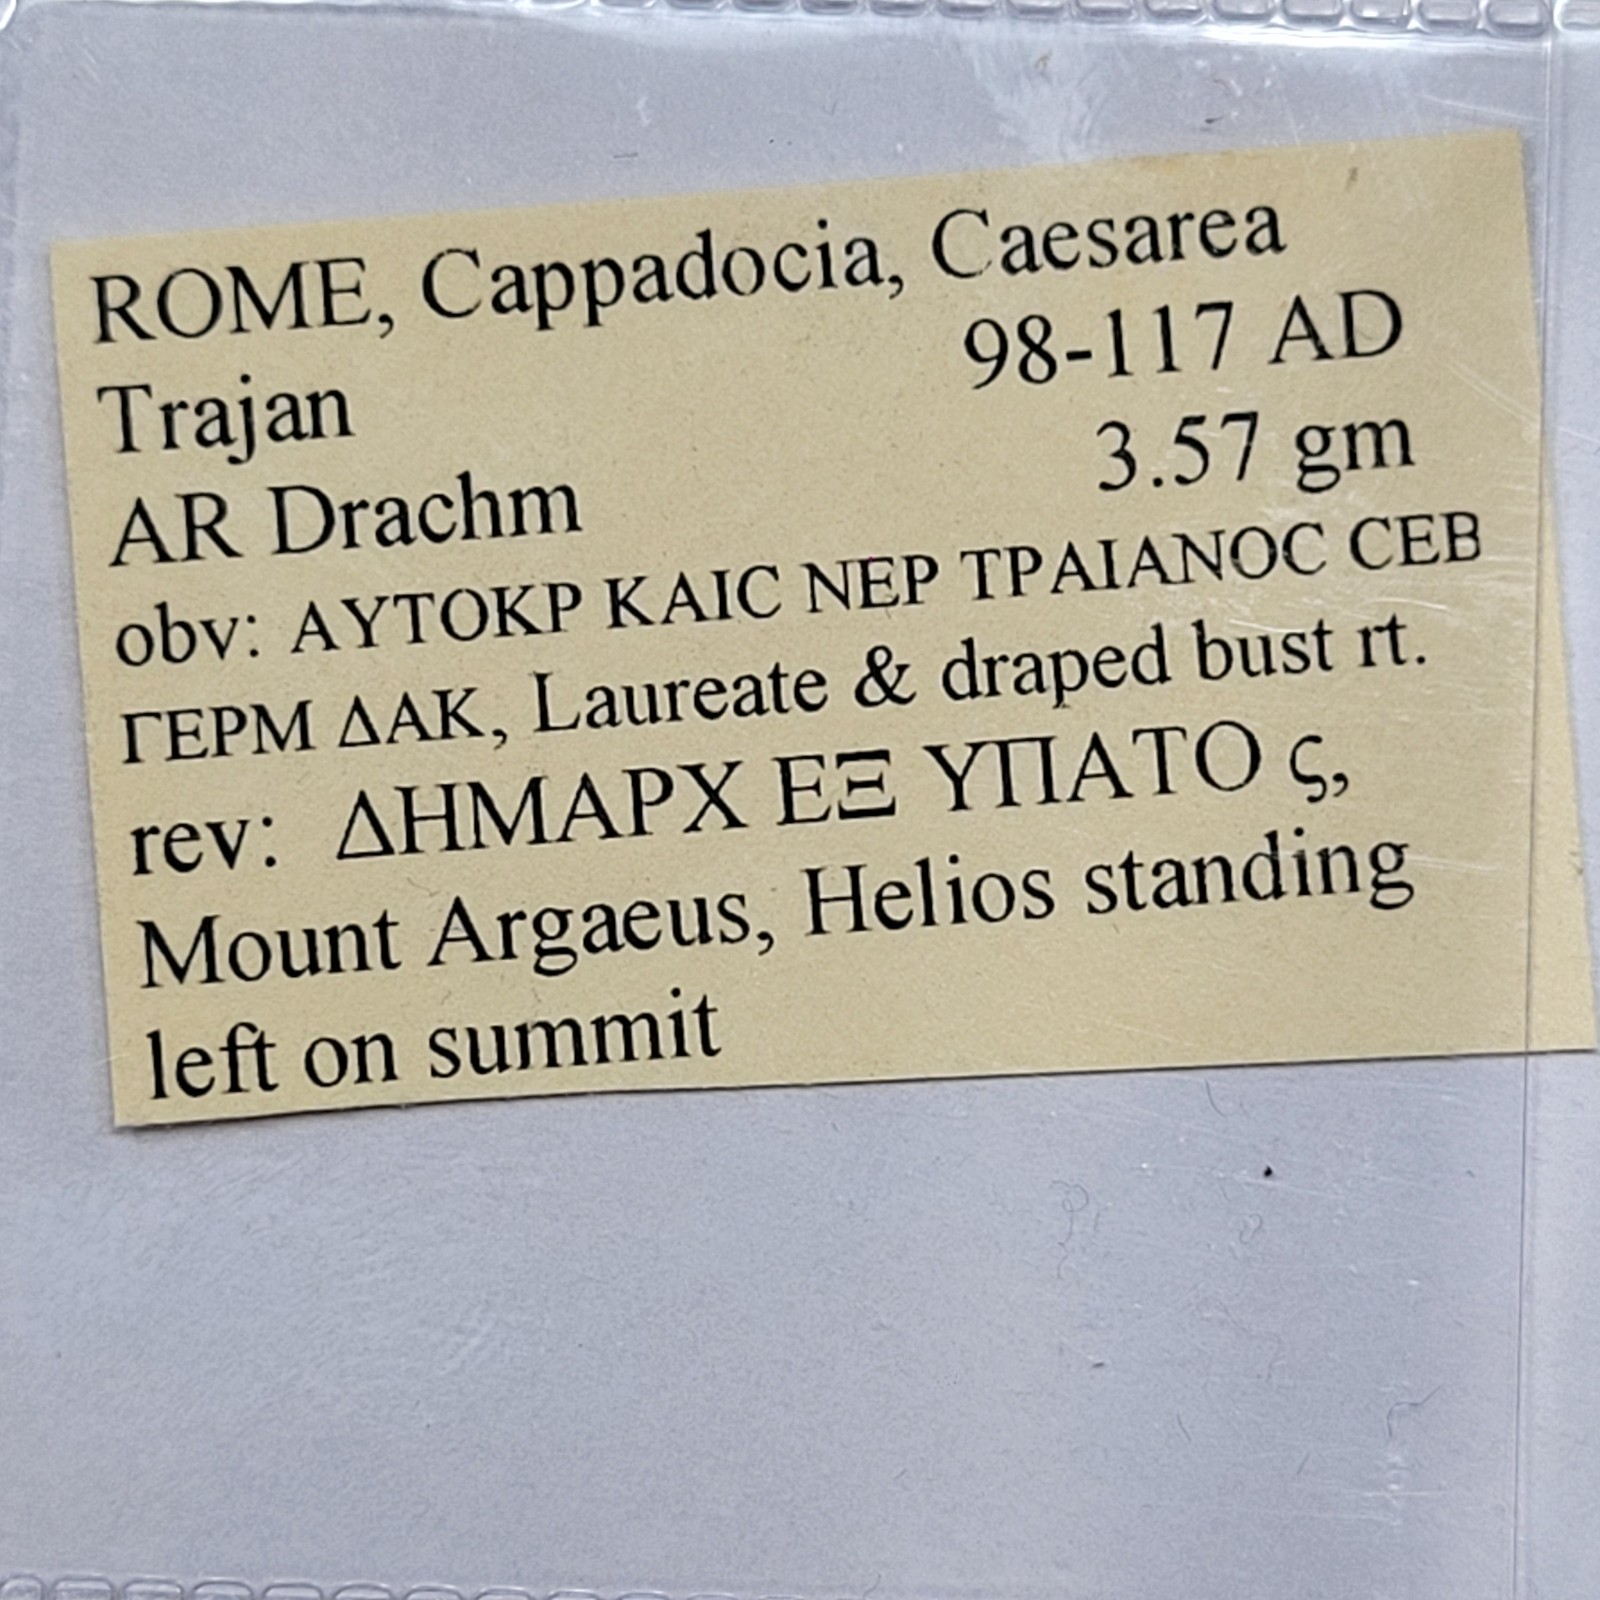 ROME, Cappadocia, Caesarea
Trajan 98-117 AD
AR Drachm 3.57 gm
obv: ΑΥΤΟΚΡ ΚΑΙC ΝΕΡ ΤΡΑΙΑΝΟC CΕΒ
ΓΕΡΜ ΔΑΚ, Laureate & draped bust rt.
rev: ΔΗΜΑΡΧ ΕΞ ΥΠΑΤΟ ς,
Mount Argaeus, Helios standing
left on summit